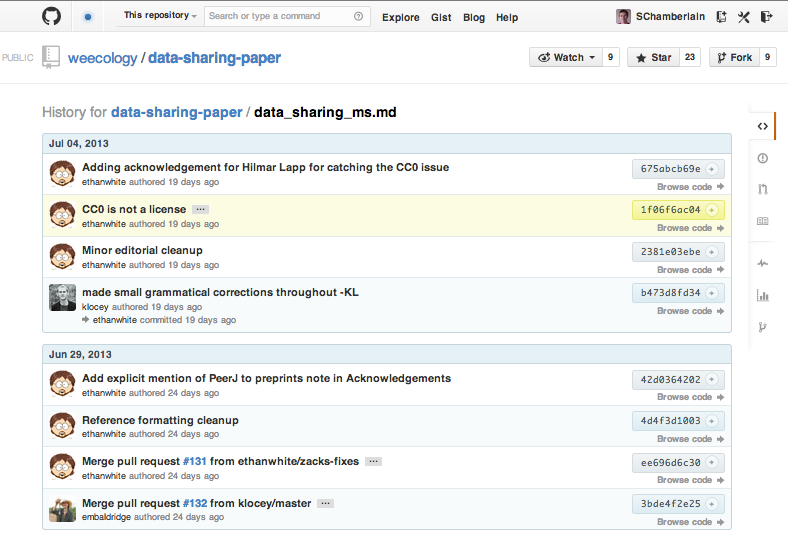 This repository Search or type a command Explore Gist Blog Help SChamberlain
PUBLIC weecology / data-sharing-paper Watch 9 Star 23 Fork 9
History for data-sharing-paper / data_sharing_ms.md
Jul 04, 2013
Adding acknowledgement for Hilmar Lapp for catching the CC0 issue 675abcb69e
ethanwhite authored 19 days ago Browse code
CC0 is not a license ... 1f06f6ac04
ethanwhite authored 19 days ago Browse code
Minor editorial cleanup 2381e03ebe
ethanwhite authored 19 days ago Browse code
made small grammatical corrections throughout -KL b473d8fd34
klocey authored 19 days ago Browse code
ethanwhite committed 19 days ago
Jun 29, 2013
Add explicit mention of PeerJ to preprints note in Acknowledgements 42d0364202
ethanwhite authored 24 days ago Browse code
Reference formatting cleanup 4d4f3d1003
ethanwhite authored 24 days ago Browse code
Merge pull request #131 from ethanwhite/zacks-fixes ... ee696d6c30
ethanwhite authored 24 days ago Browse code
Merge pull request #132 from klocey/master ... 3bde4f2e25
embaldridge authored 24 days ago Browse code